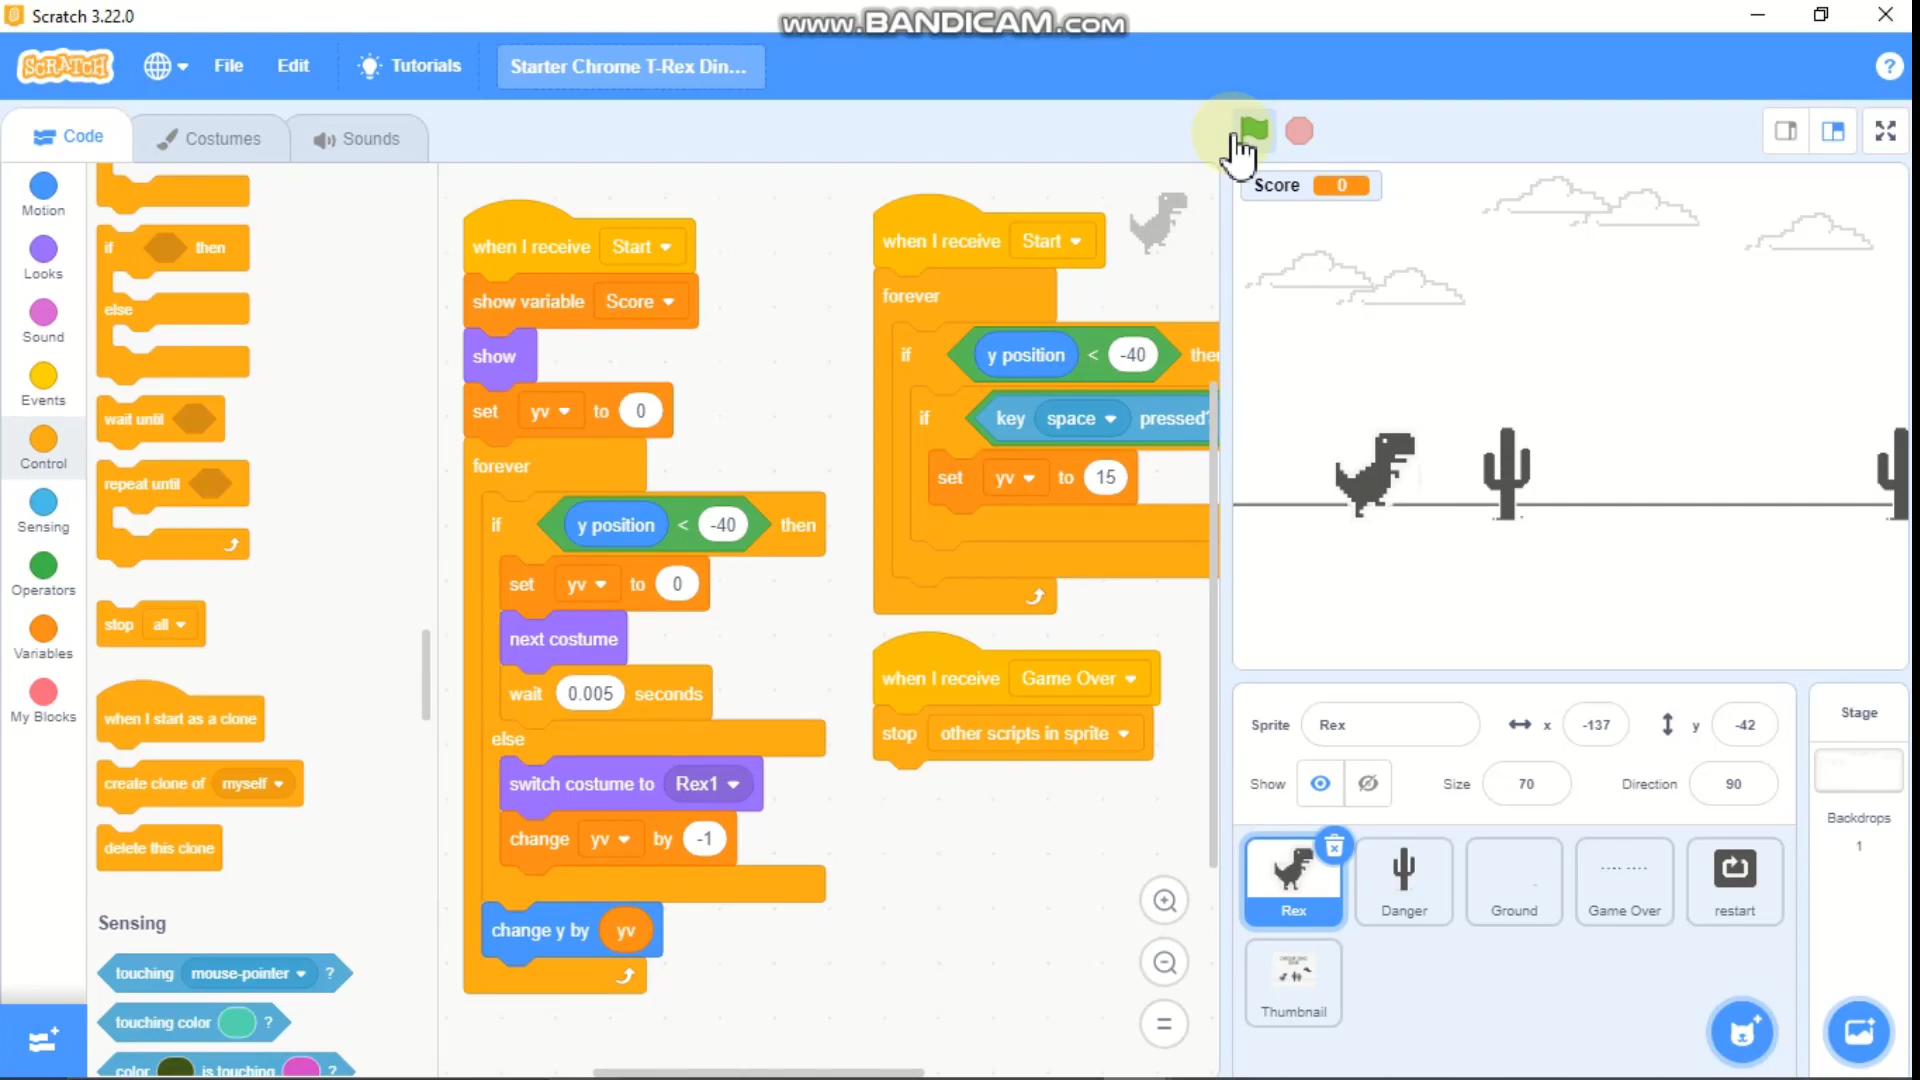 Scratch 3.22.0
www.BANDICAM.com
SCRATCH
File
Edit
Tutorials
Starter Chrome T-Rex Din...
?
Code
Costumes
Sounds
Motion
Looks
Sound
Events
Control
Sensing
Operators
Variables
My Blocks
if then
else
wait until
repeat until
stop all
when I start as a clone
create clone of myself
delete this clone
Sensing
touching mouse-pointer ?
touching color ?
color is touching ?
when I receive Start
show variable Score
show
set yv to 0
forever
if y position < -40 then
set yv to 0
next costume
wait 0.005 seconds
else
switch costume to Rex1
change yv by -1
change y by yv
when I receive Start
forever
if y position < -40
if key space pressed?
set yv to 15
when I receive Game Over
stop other scripts in sprite
Score 0
Sprite Rex x -137 y -42
Show Size 70 Direction 90
Rex
Danger
Ground
Game Over
restart
Thumbnail
Stage
Backdrops
1